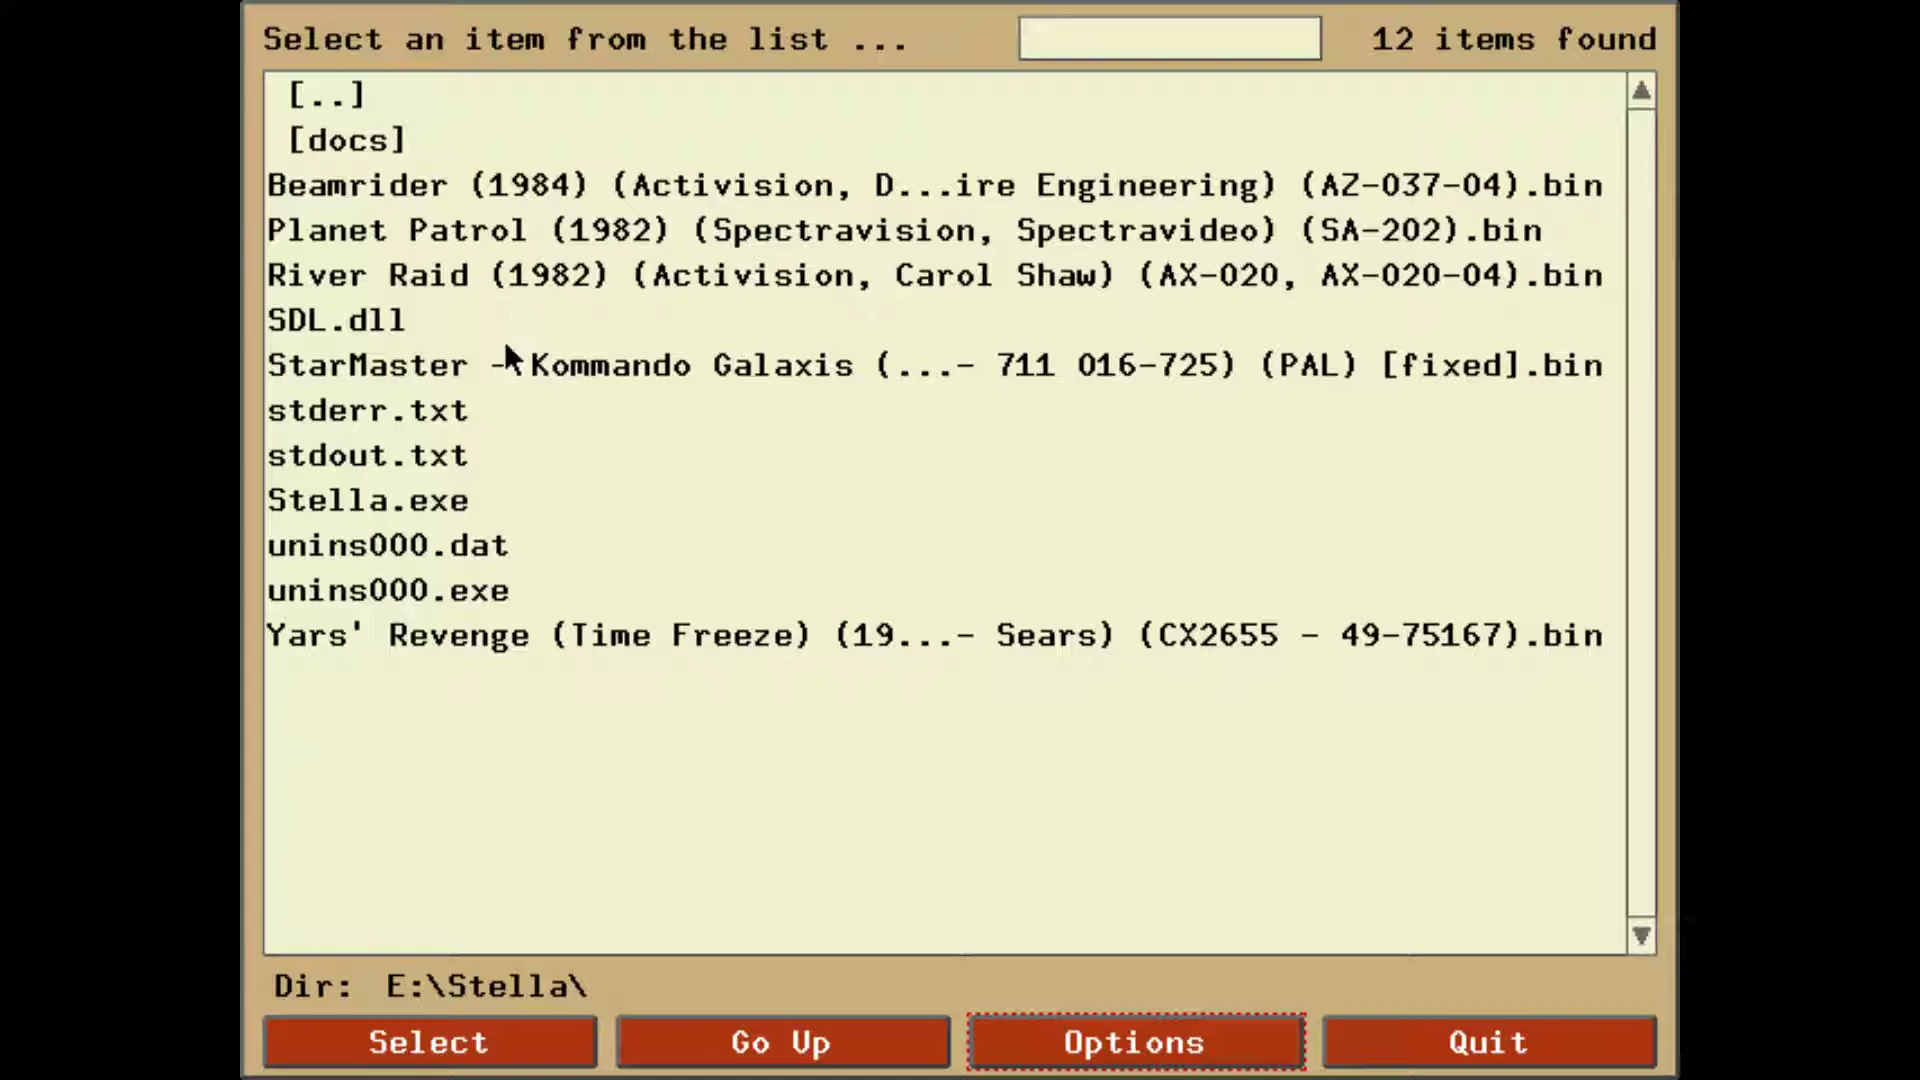 Select an item from the list ... 12 items found
[..]
[docs]
Beamrider (1984) (Activision, D...ire Engineering) (AZ-037-04).bin
Planet Patrol (1982) (Spectravision, Spectravideo) (SA-202).bin
River Raid (1982) (Activision, Carol Shaw) (AX-020, AX-020-04).bin
SDL.dll
StarMaster - Kommando Galaxis (...- 711 016-725) (PAL) [fixed].bin
stderr.txt
stdout.txt
Stella.exe
unins000.dat
unins000.exe
Yars' Revenge (Time Freeze) (19...- Sears) (CX2655 - 49-75167).bin
Dir: E:\Stella\
Select Go Up Options Quit